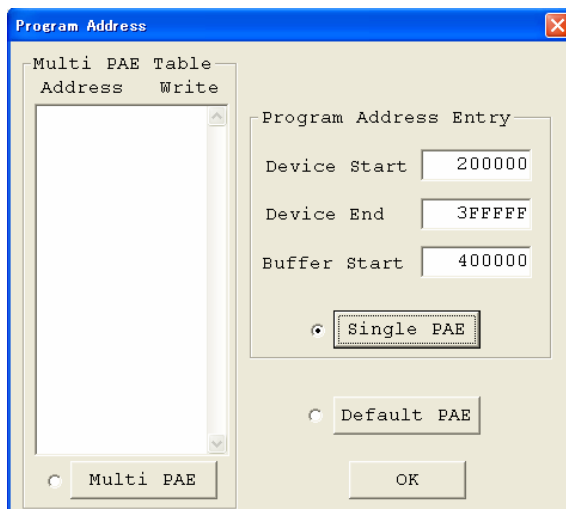 Program Address
Multi PAE Table
Address Write
Multi PAE
Program Address Entry
Device Start 200000
Device End 3FFFFF
Buffer Start 400000
Single PAE
Default PAE
OK